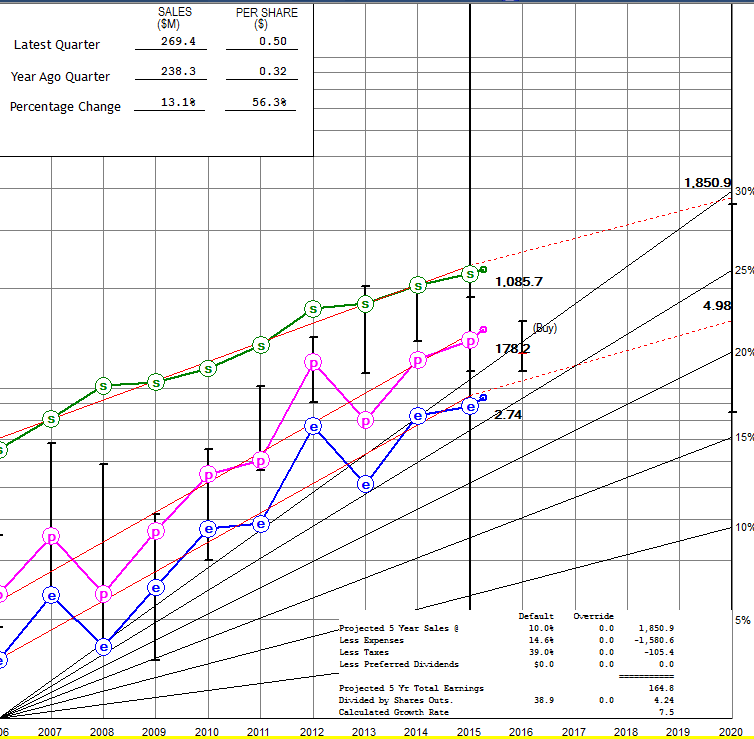 SALES PER SHARE
($M) ($)
Latest Quarter 269.4 0.50
Year Ago Quarter 238.3 0.32
Percentage Change 13.1% 56.3%
1,850.9
30%
s s s s s s s s s s
1,085.7
25%
4.98
(Buy)
178.2
20%
p p p p p p p p p p
2.74
15%
e e e e e e e e e e
10%
5%
Default Override
Projected 5 Year Sales @ 10.0% 0.0 1,850.9
Less Expenses 14.6% 0.0 -1,580.6
Less Taxes 39.0% 0.0 -105.4
Less Preferred Dividends $0.0 0.0 0.0
===========
Projected 5 Yr Total Earnings 164.8
Divided by Shares Outs. 38.9 0.0 4.24
Calculated Growth Rate 7.5
06 2007 2008 2009 2010 2011 2012 2013 2014 2015 2016 2017 2018 2019 2020